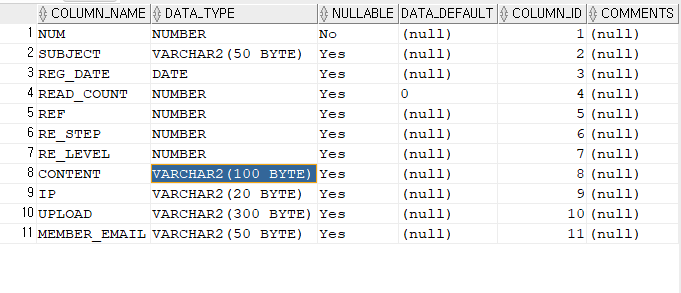 COLUMN_NAME DATA_TYPE NULLABLE DATA_DEFAULT COLUMN_ID COMMENTS
1 NUM NUMBER No (null) 1 (null)
2 SUBJECT VARCHAR2(50 BYTE) Yes (null) 2 (null)
3 REG_DATE DATE Yes (null) 3 (null)
4 READ_COUNT NUMBER Yes 0 4 (null)
5 REF NUMBER Yes (null) 5 (null)
6 RE_STEP NUMBER Yes (null) 6 (null)
7 RE_LEVEL NUMBER Yes (null) 7 (null)
8 CONTENT VARCHAR2(100 BYTE) Yes (null) 8 (null)
9 IP VARCHAR2(20 BYTE) Yes (null) 9 (null)
10 UPLOAD VARCHAR2(300 BYTE) Yes (null) 10 (null)
11 MEMBER_EMAIL VARCHAR2(50 BYTE) Yes (null) 11 (null)